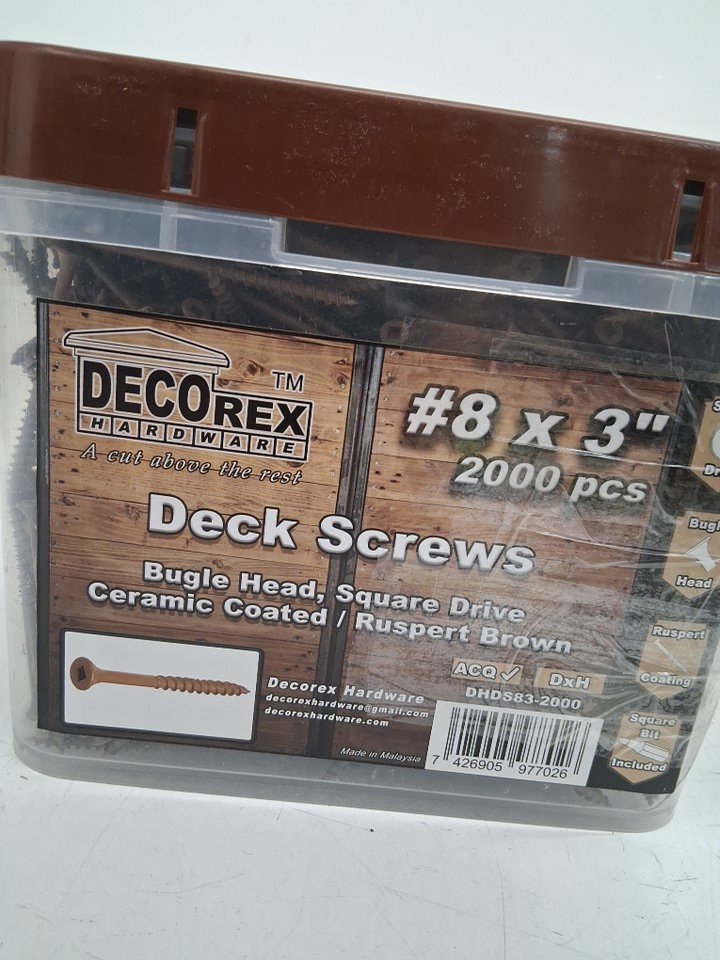 DECOREX TM
HARDWARE
A cut above the rest
#8 x 3"
2000 pcs
Deck Screws
Bugle Head, Square Drive
Ceramic Coated / Ruspert Brown
ACQ✓ DxH
DHDS83-2000
Decorex Hardware
decorexhardware@gmail.com
decorexhardware.com
Made in Malaysia
7 426905 977026
S
Dr
Bugl
Head
Ruspert
Coating
Square
Bit
Included